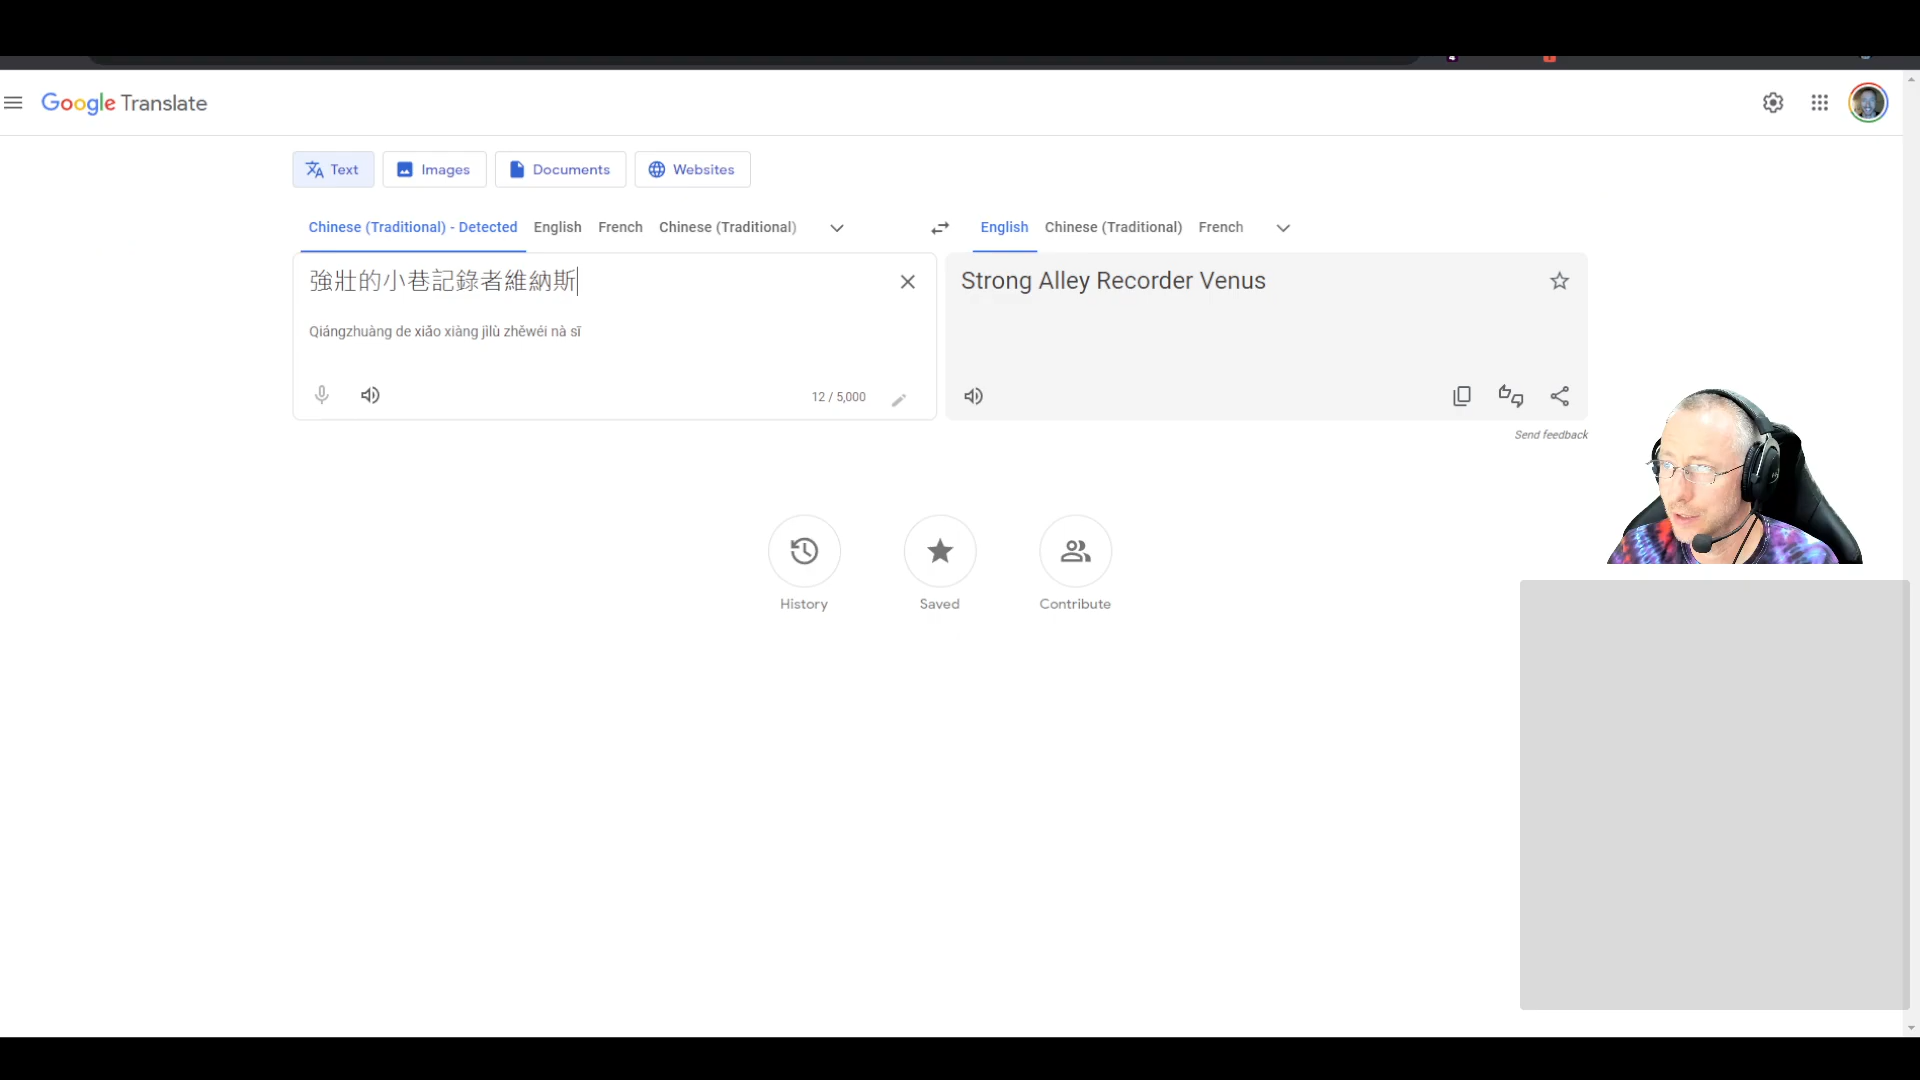 Google Translate
Text
Images
Documents
Websites
Chinese (Traditional) - Detected
English
French
Chinese (Traditional)
English
Chinese (Traditional)
French
強壯的小巷記錄者維納斯
Qiángzhuàng de xiǎo xiàng jìlù zhěwéi nà sī
12 / 5,000
Strong Alley Recorder Venus
Send feedback
History
Saved
Contribute